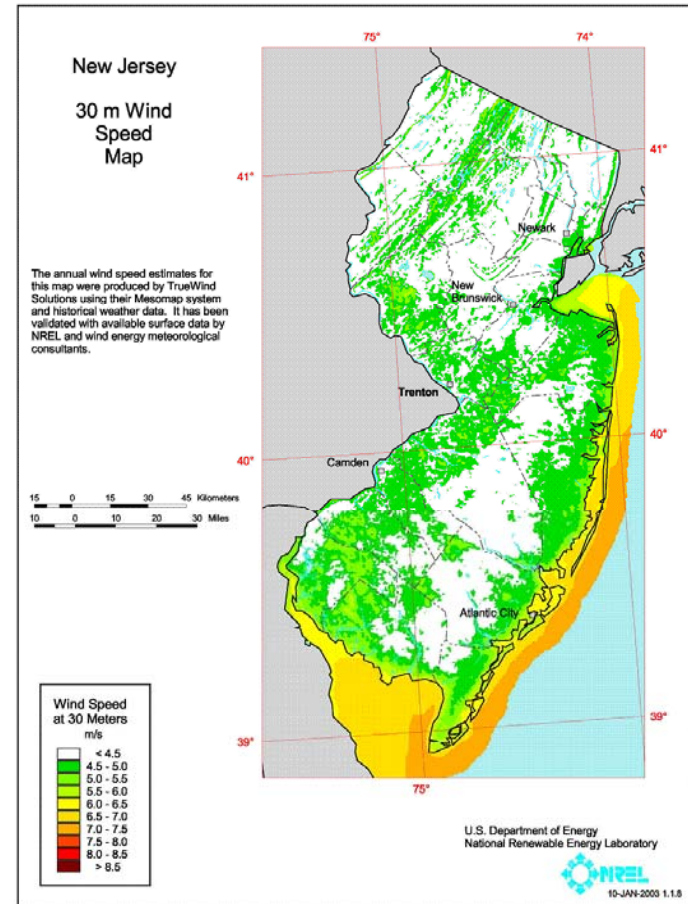 New Jersey
30 m Wind
Speed
Map
The annual wind speed estimates for
this map were produced by TrueWind
Solutions using their Mesomap system
and historical weather data. It has been
validated with available surface data by
NREL and wind energy meteorological
consultants.
75° 74°
41° 41°
Newark
New
Brunswick
Trenton
40° 40°
Camden
Atlantic City
39° 39°
75°
15 0 15 30 45 Kilometers
10 0 10 20 30 Miles
Wind Speed
at 30 Meters
m/s
< 4.5
4.5 - 5.0
5.0 - 5.5
5.5 - 6.0
6.0 - 6.5
6.5 - 7.0
7.0 - 7.5
7.5 - 8.0
8.0 - 8.5
> 8.5
U.S. Department of Energy
National Renewable Energy Laboratory
NREL
10-JAN-2003 1.1.8